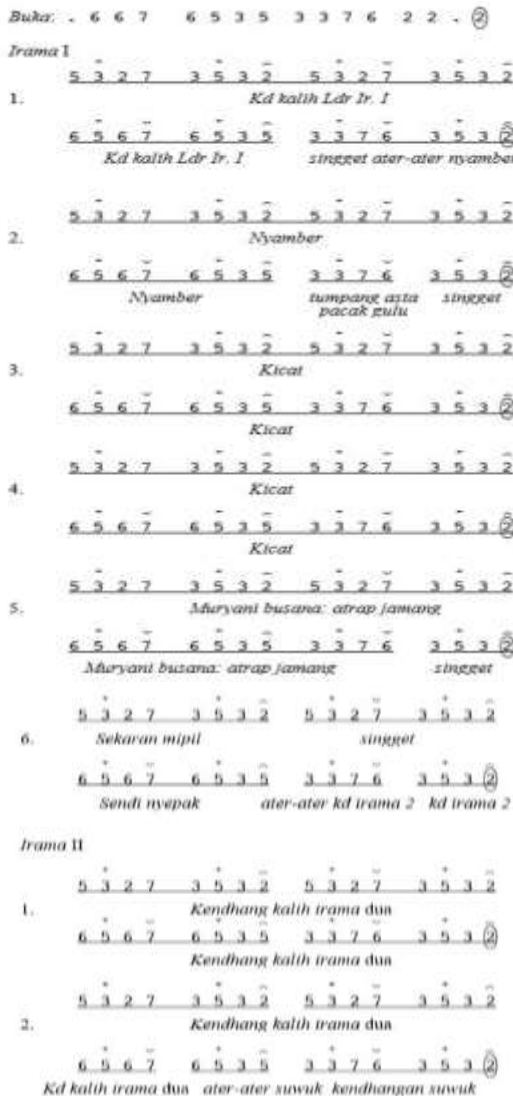 Buka: . 6 6 7 6 5 3 5 3 3 7 6 2 2 . ②
Irama I
5 3 2 7 3 5 3 2 5 3 2 7 3 5 3 2
1. Kd kalih Ldr Ir. I
6 5 6 7 6 5 3 5 3 3 7 6 3 5 3 ②
Kd kalih Ldr Ir. I singget ater-ater nyamber
5 3 2 7 3 5 3 2 5 3 2 7 3 5 3 2
2. Nyamber
6 5 6 7 6 5 3 5 3 3 7 6 3 5 3 ②
Nyamber tumpang asta singget
pacak gulu
5 3 2 7 3 5 3 2 5 3 2 7 3 5 3 2
3. Kicat
6 5 6 7 6 5 3 5 3 3 7 6 3 5 3 ②
Kicat
5 3 2 7 3 5 3 2 5 3 2 7 3 5 3 2
4. Kicat
6 5 6 7 6 5 3 5 3 3 7 6 3 5 3 ②
Kicat
5 3 2 7 3 5 3 2 5 3 2 7 3 5 3 2
5. Muryani busana: atrap jamang
6 5 6 7 6 5 3 5 3 3 7 6 3 5 3 ②
Muryani busana: atrap jamang singget
5 3 2 7 3 5 3 2 5 3 2 7 3 5 3 2
6. Sekaran mipil singget
6 5 6 7 6 5 3 5 3 3 7 6 3 5 3 ②
Sendi nyepak ater-ater kd irama 2 kd irama 2
Irama II
5 3 2 7 3 5 3 2 5 3 2 7 3 5 3 2
1. Kendhang kalih irama dua
6 5 6 7 6 5 3 5 3 3 7 6 3 5 3 ②
Kendhang kalih irama dua
5 3 2 7 3 5 3 2 5 3 2 7 3 5 3 2
2. Kendhang kalih irama dua
6 5 6 7 6 5 3 5 3 3 7 6 3 5 3 ②
Kd kalih irama dua ater-ater suwuk kendhangan suwuk